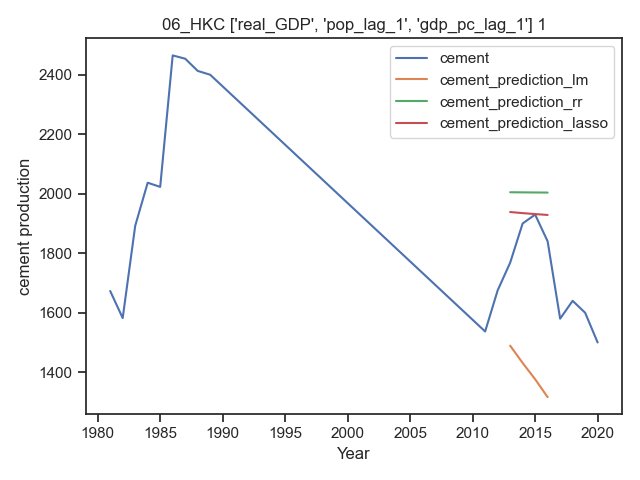 06_HKC ['real_GDP', 'pop_lag_1', 'gdp_pc_lag_1'] 1
cement
cement_prediction_lm
cement_prediction_rr
cement_prediction_lasso
cement production
2400
2200
2000
1800
1600
1400
1980
1985
1990
1995
2000
2005
2010
2015
2020
Year